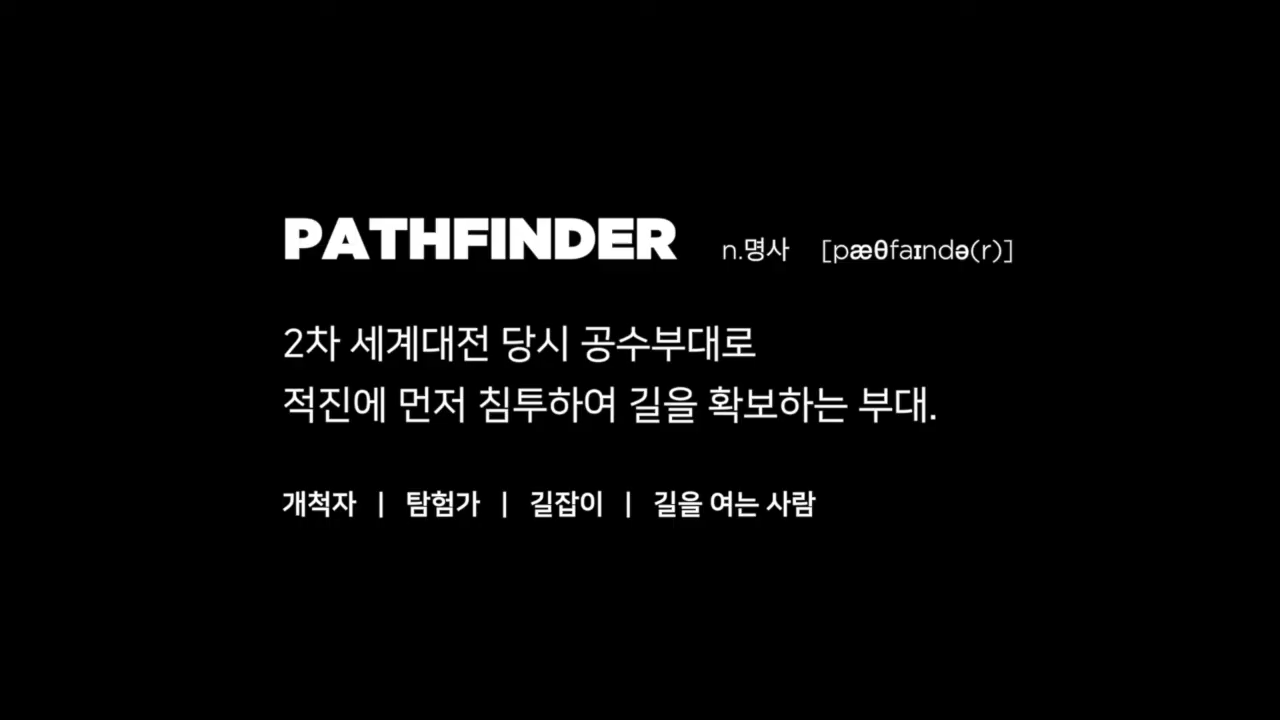 PATHFINDER n.명사 [pæθfaɪndə(r)]
2차 세계대전 당시 공수부대로
적진에 먼저 침투하여 길을 확보하는 부대.
개척자 | 탐험가 | 길잡이 | 길을 여는 사람